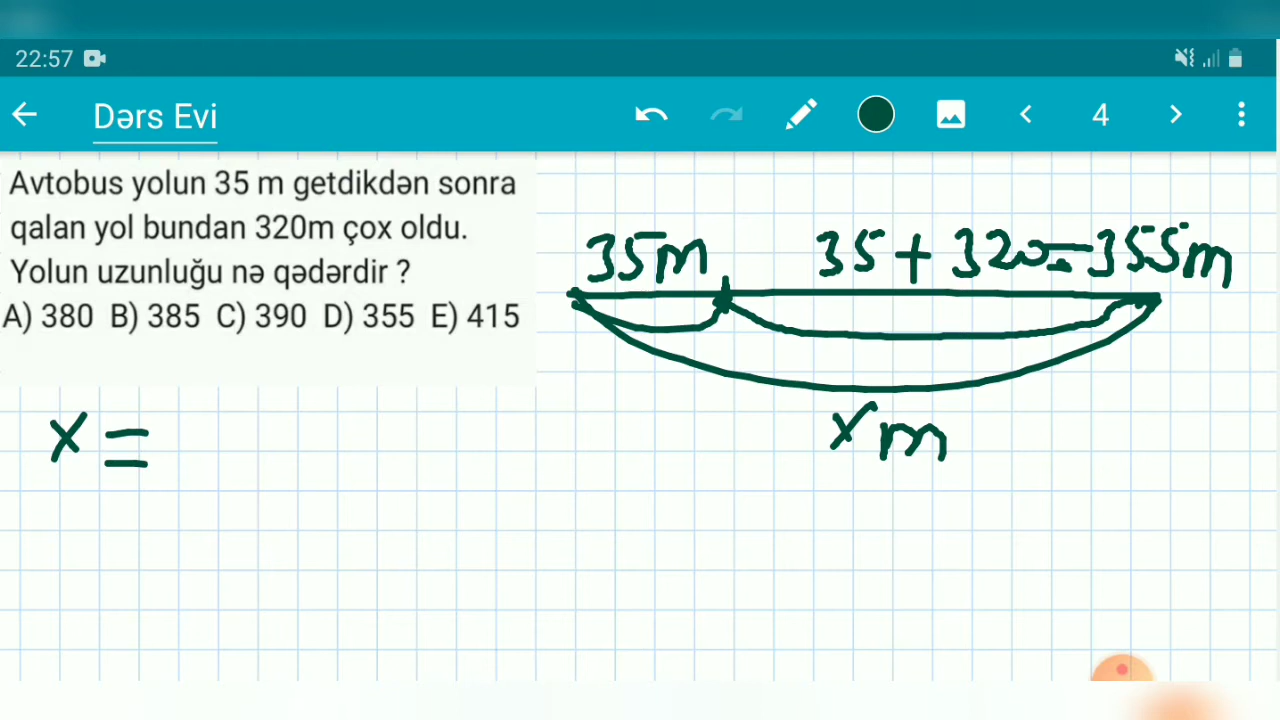 22:57
Dərs Evi
4
Avtobus yolun 35 m getdikdən sonra
qalan yol bundan 320m çox oldu.
Yolun uzunluğu nə qədərdir ?
A) 380 B) 385 C) 390 D) 355 E) 415
35m
35 + 320 = 355m
x m
x =